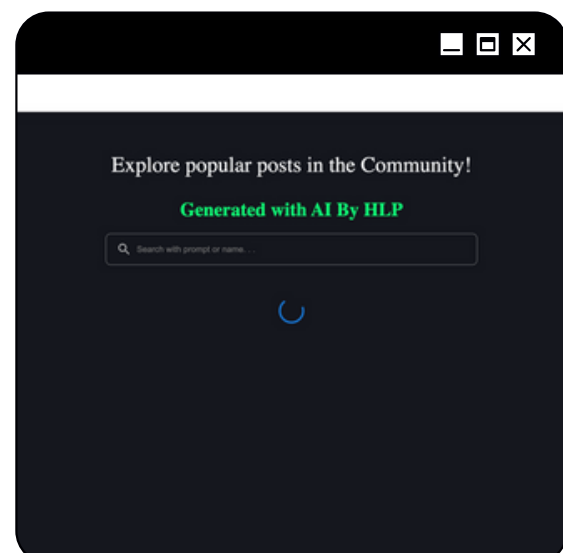 Explore popular posts in the Community!
Generated with AI By HLP
Search with prompt or name. . .